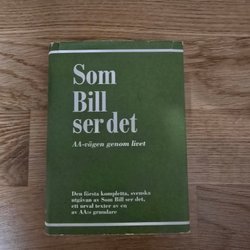 Som
Bill
ser det
AA-vägen genom livet
Den första kompletta, svenska
utgåvan av Som Bill ser det,
ett urval texter av en
av AA:s grundare